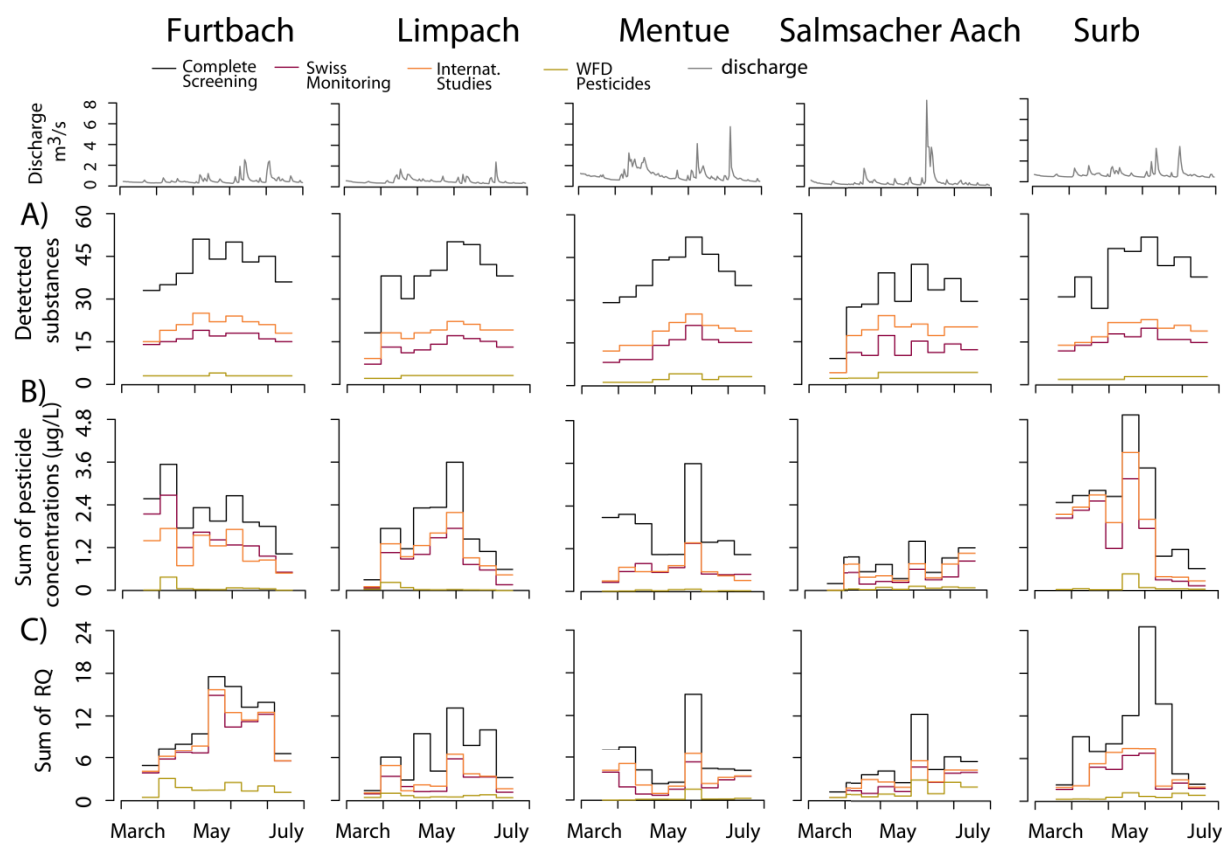 Furtbach Limpach Mentue Salmsacher Aach Surb
Complete Screening Swiss Monitoring Internat. Studies WFD Pesticides discharge
Discharge
m3/s
0 2 4 6 8
A)
Detetcted
substances
0 15 30 45 60
B)
Sum of pesticide
concentrations (µg/L)
0 1.2 2.4 3.6 4.8
C)
Sum of RQ
0 6 12 18 24
March May July March May July March May July March May July March May July